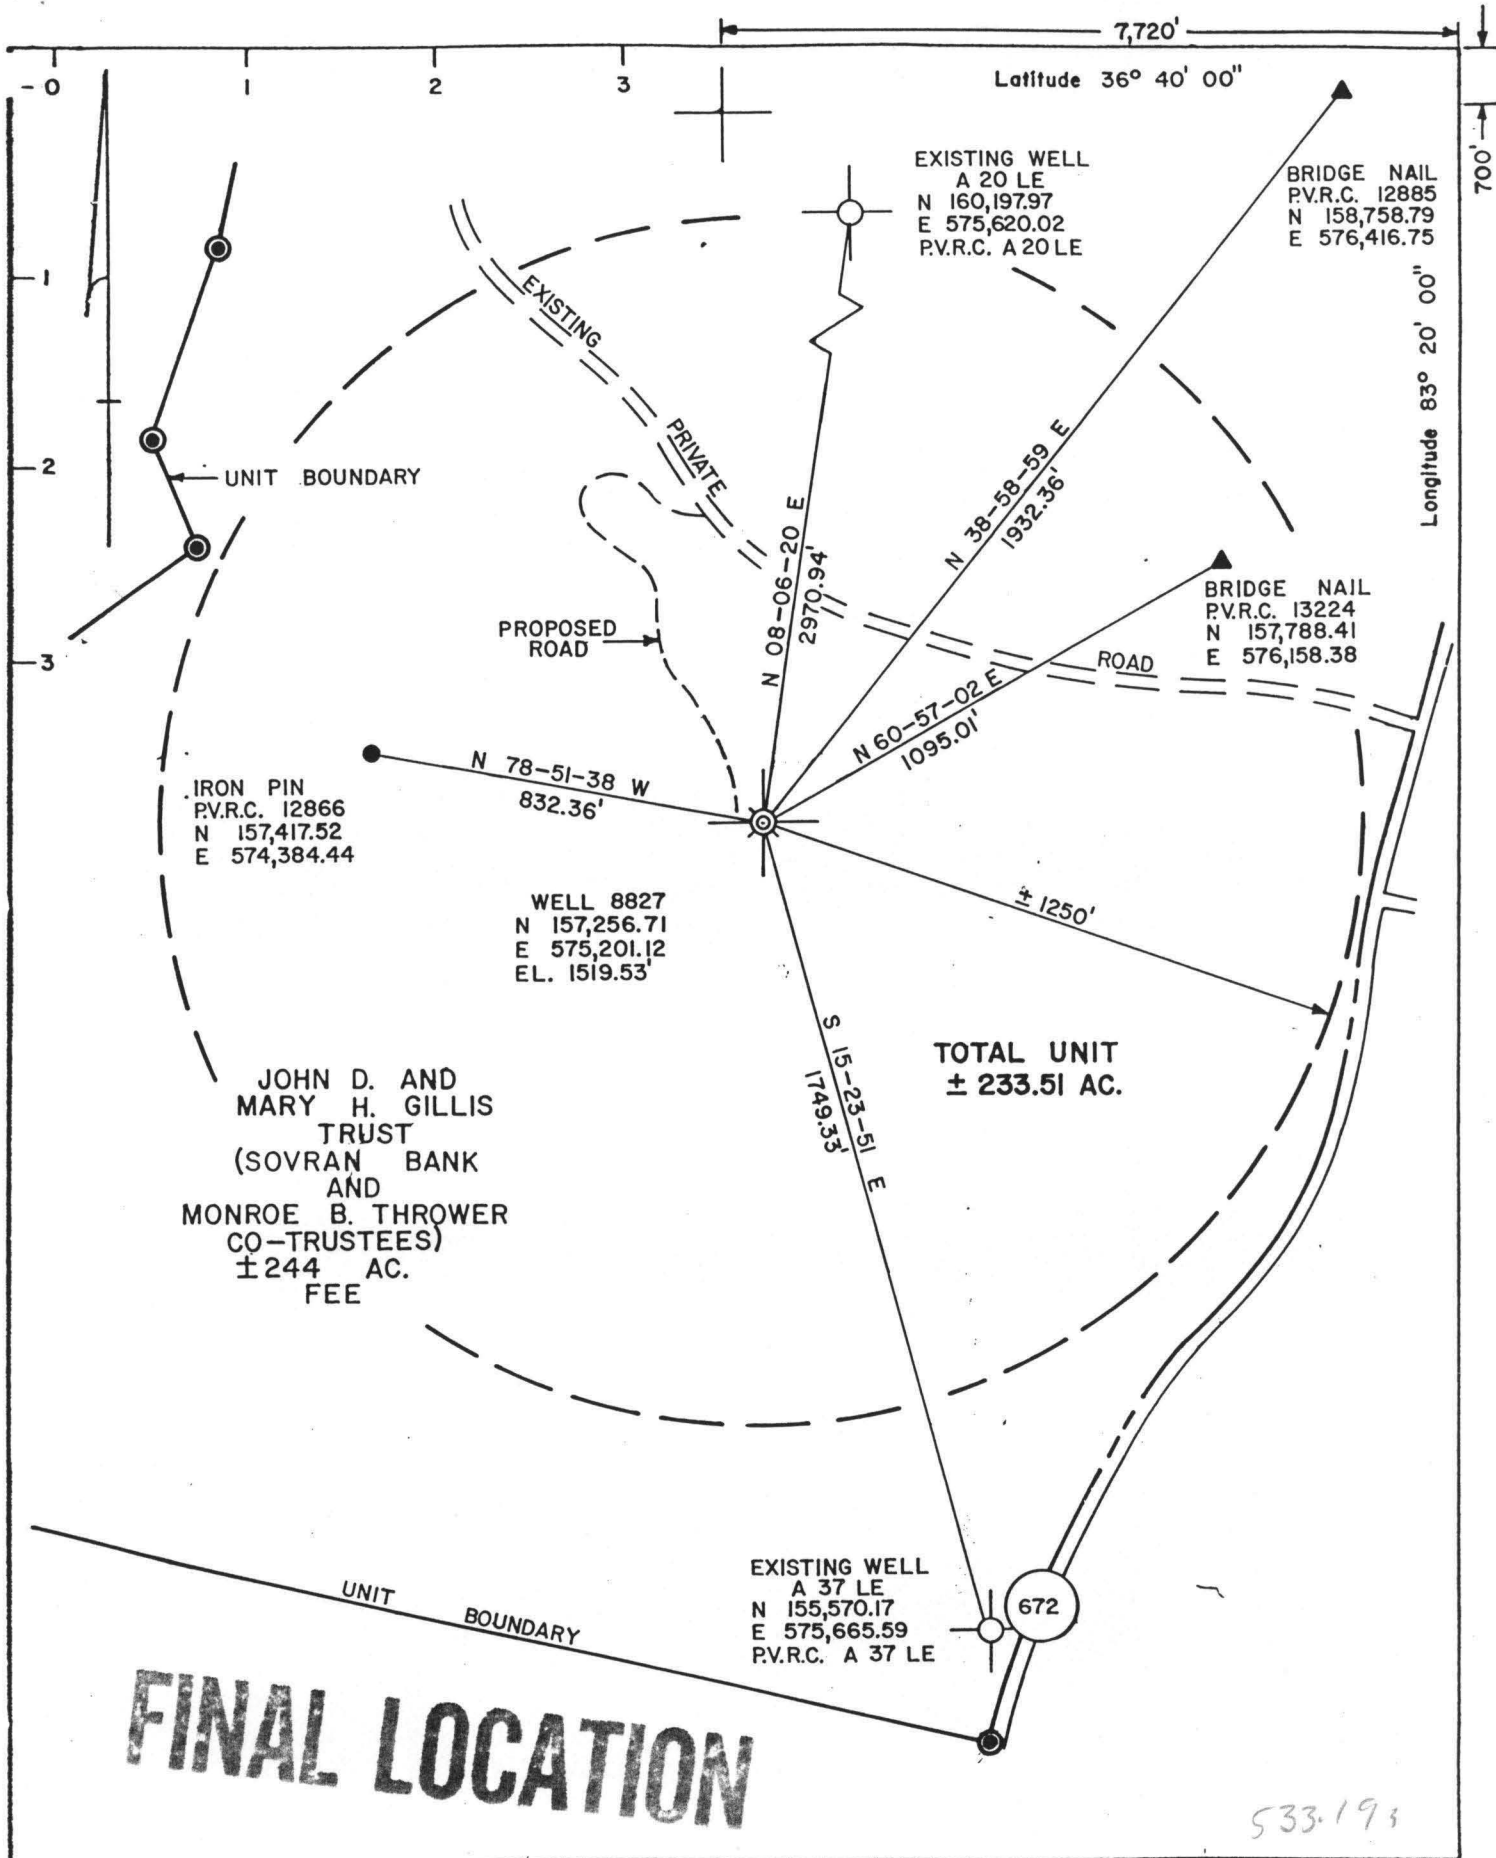 7,720'
-0 1 2 3
Latitude 36° 40' 00"
700'
EXISTING WELL
A 20 LE
N 160,197.97
E 575,620.02
P.V.R.C. A 20 LE
BRIDGE NAIL
P.V.R.C. 12885
N 158,758.79
E 576,416.75
Longitude 83° 20' 00"
-1
-2
-3
EXISTING
PRIVATE
ROAD
UNIT BOUNDARY
N 08-06-20 E
2970.94'
N 38-58-59 E
1932.36'
BRIDGE NAIL
P.V.R.C. 13224
N 157,788.41
E 576,158.38
PROPOSED
ROAD
N 60-57-02 E
1095.01'
N 78-51-38 W
832.36'
IRON PIN
P.V.R.C. 12866
N 157,417.52
E 574,384.44
WELL 8827
N 157,256.71
E 575,201.12
EL. 1519.53'
± 1250'
S 15-23-51 E
1749.33'
TOTAL UNIT
± 233.51 AC.
JOHN D. AND
MARY H. GILLIS
TRUST
(SOVRAN BANK
AND
MONROE B. THROWER
CO-TRUSTEES)
±244 AC.
FEE
EXISTING WELL
A 37 LE
N 155,570.17
E 575,665.59
P.V.R.C. A 37 LE
672
UNIT BOUNDARY
FINAL LOCATION